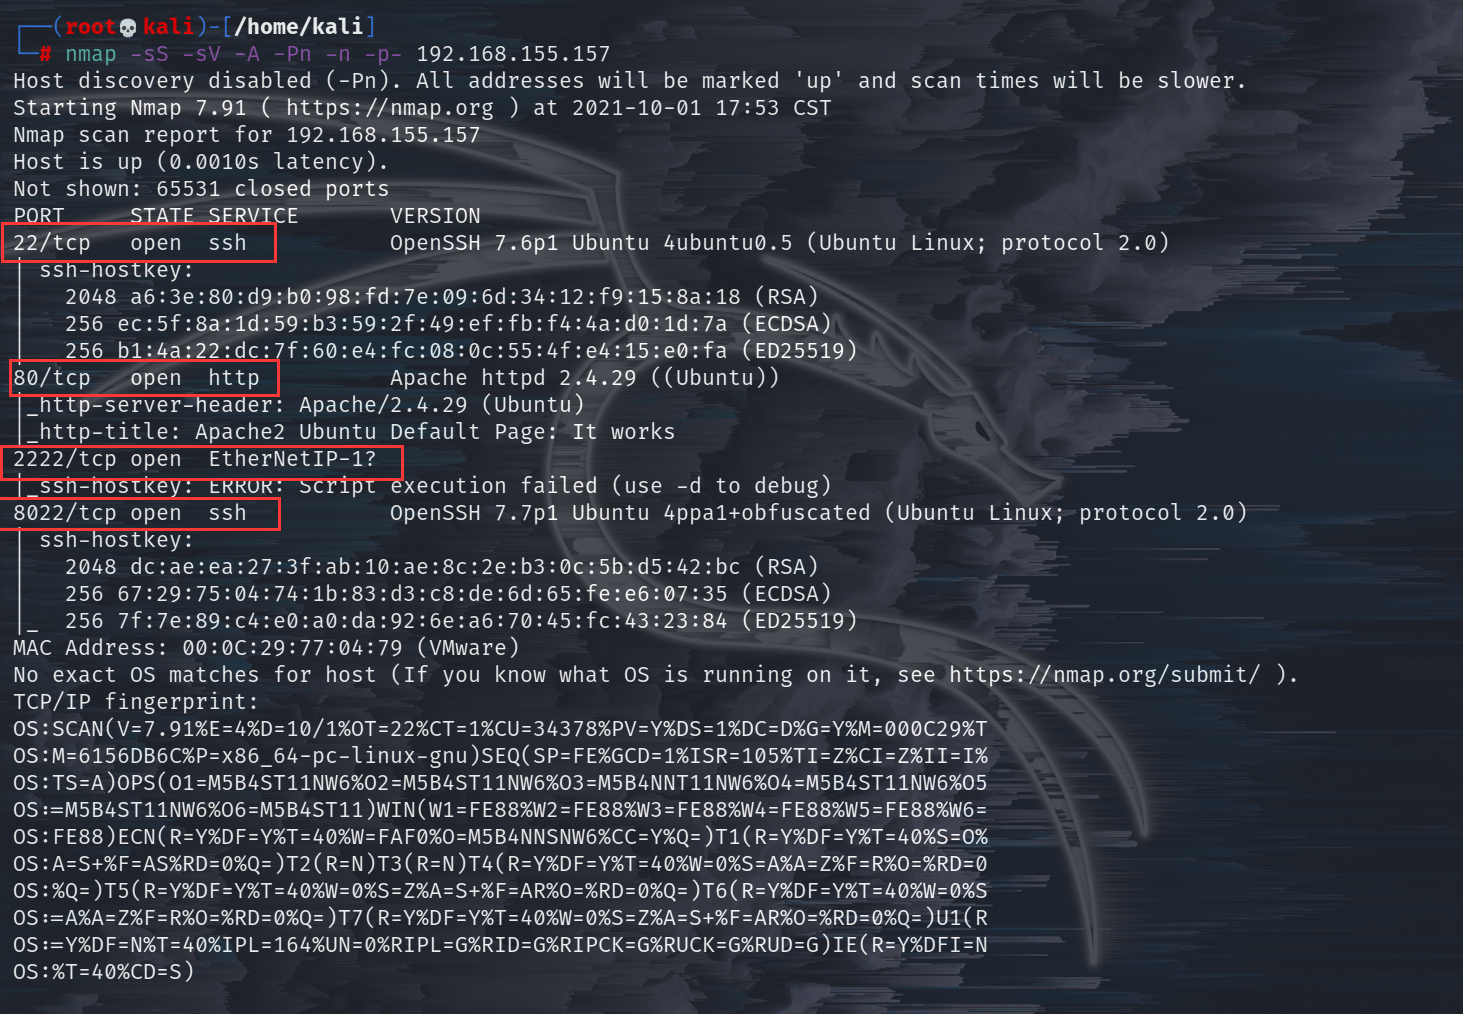 ┌──(root💀kali)-[/home/kali]
└─# nmap -sS -sV -A -Pn -n -p- 192.168.155.157
Host discovery disabled (-Pn). All addresses will be marked 'up' and scan times will be slower.
Starting Nmap 7.91 ( https://nmap.org ) at 2021-10-01 17:53 CST
Nmap scan report for 192.168.155.157
Host is up (0.0010s latency).
Not shown: 65531 closed ports
PORT     STATE SERVICE       VERSION
22/tcp   open  ssh           OpenSSH 7.6p1 Ubuntu 4ubuntu0.5 (Ubuntu Linux; protocol 2.0)
| ssh-hostkey:
|   2048 a6:3e:80:d9:b0:98:fd:7e:09:6d:34:12:f9:15:8a:18 (RSA)
|   256 ec:5f:8a:1d:59:b3:59:2f:49:ef:fb:f4:4a:d0:1d:7a (ECDSA)
|   256 b1:4a:22:dc:7f:60:e4:fc:08:0c:55:4f:e4:15:e0:fa (ED25519)
80/tcp   open  http          Apache httpd 2.4.29 ((Ubuntu))
|_http-server-header: Apache/2.4.29 (Ubuntu)
|_http-title: Apache2 Ubuntu Default Page: It works
2222/tcp open  EtherNetIP-1?
|_ssh-hostkey: ERROR: Script execution failed (use -d to debug)
8022/tcp open  ssh           OpenSSH 7.7p1 Ubuntu 4ppa1+obfuscated (Ubuntu Linux; protocol 2.0)
| ssh-hostkey:
|   2048 dc:ae:ea:27:3f:ab:10:ae:8c:2e:b3:0c:5b:d5:42:bc (RSA)
|   256 67:29:75:04:74:1b:83:d3:c8:de:6d:65:fe:e6:07:35 (ECDSA)
|_  256 7f:7e:89:c4:e0:a0:da:92:6e:a6:70:45:fc:43:23:84 (ED25519)
MAC Address: 00:0C:29:77:04:79 (VMware)
No exact OS matches for host (If you know what OS is running on it, see https://nmap.org/submit/ ).
TCP/IP fingerprint:
OS:SCAN(V=7.91%E=4%D=10/1%OT=22%CT=1%CU=34378%PV=Y%DS=1%DC=D%G=Y%M=000C29%T
OS:M=6156DB6C%P=x86_64-pc-linux-gnu)SEQ(SP=FE%GCD=1%ISR=105%TI=Z%CI=Z%II=I%
OS:TS=A)OPS(O1=M5B4ST11NW6%O2=M5B4ST11NW6%O3=M5B4NNT11NW6%O4=M5B4ST11NW6%O5
OS:=M5B4ST11NW6%O6=M5B4ST11)WIN(W1=FE88%W2=FE88%W3=FE88%W4=FE88%W5=FE88%W6=
OS:FE88)ECN(R=Y%DF=Y%T=40%W=FAF0%O=M5B4NNSNW6%CC=Y%Q=)T1(R=Y%DF=Y%T=40%S=O%
OS:A=S+%F=AS%RD=0%Q=)T2(R=N)T3(R=N)T4(R=Y%DF=Y%T=40%W=0%S=A%A=Z%F=R%O=%RD=0
OS:%Q=)T5(R=Y%DF=Y%T=40%W=0%S=Z%A=S+%F=AR%O=%RD=0%Q=)T6(R=Y%DF=Y%T=40%W=0%S
OS:=A%A=Z%F=R%O=%RD=0%Q=)T7(R=Y%DF=Y%T=40%W=0%S=Z%A=S+%F=AR%O=%RD=0%Q=)U1(R
OS:=Y%DF=N%T=40%IPL=164%UN=0%RIPL=G%RID=G%RIPCK=G%RUCK=G%RUD=G)IE(R=Y%DFI=N
OS:%T=40%CD=S)